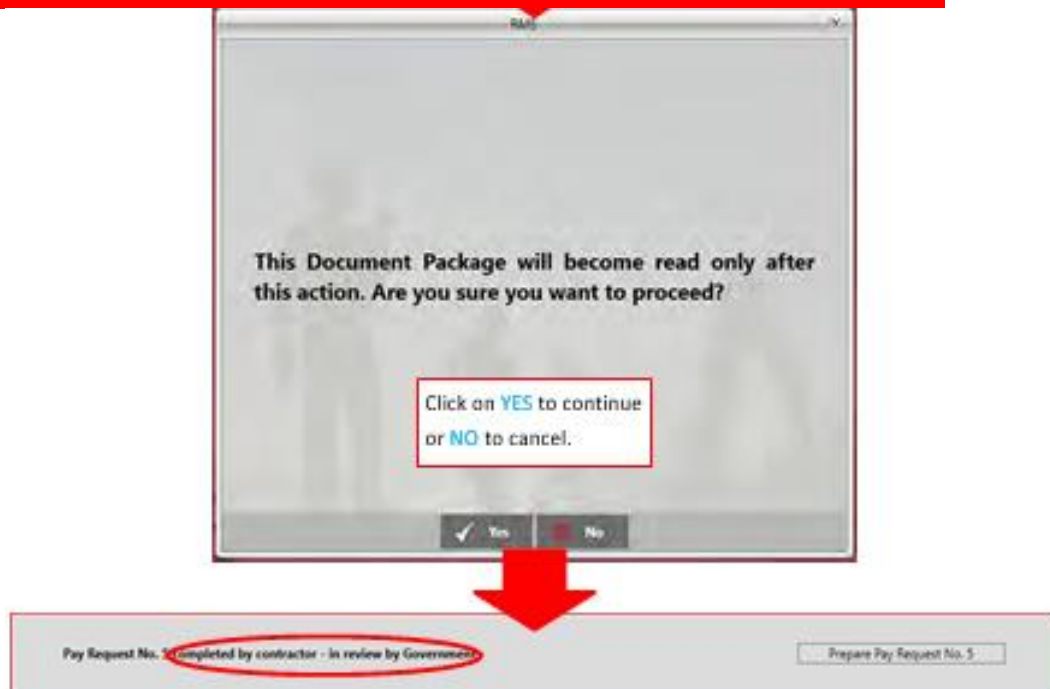 RMS
This Document Package will become read only after
this action. Are you sure you want to proceed?
Click on YES to continue
or NO to cancel.
Yes No
Pay Request No. 5 completed by contractor - in review by Government
Prepare Pay Request No. 5